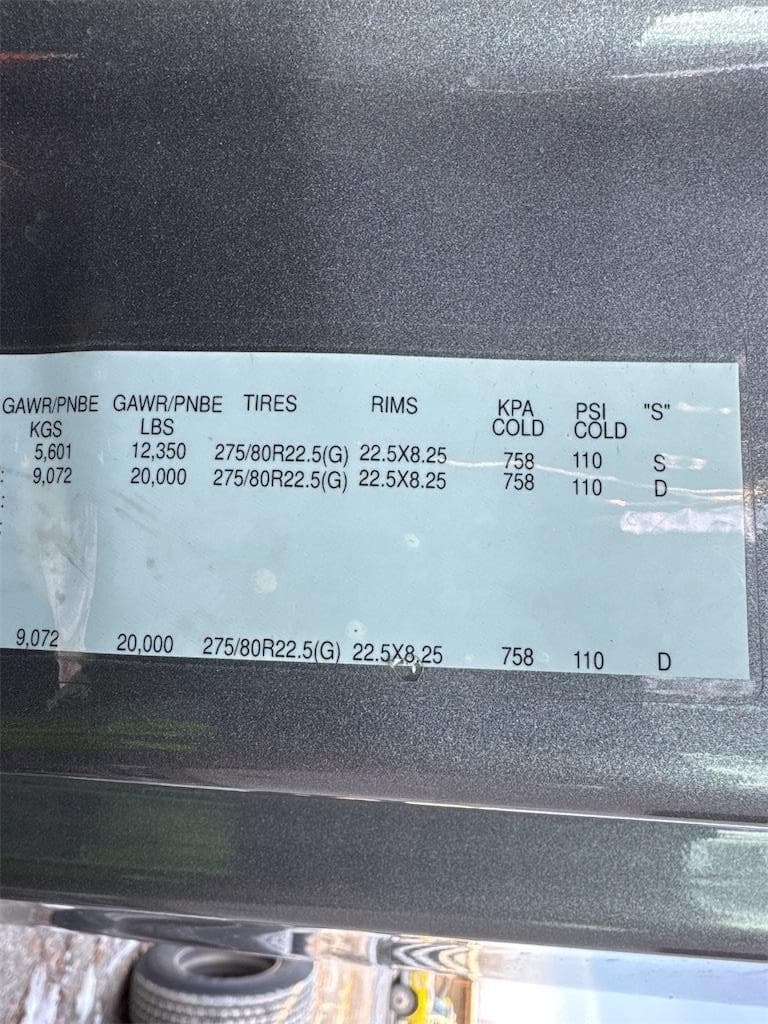 GAWR/PNBE GAWR/PNBE TIRES RIMS KPA PSI "S"
KGS LBS COLD COLD
5,601 12,350 275/80R22.5(G) 22.5X8.25 758 110 S
: 9,072 20,000 275/80R22.5(G) 22.5X8.25 758 110 D
:
:
9,072 20,000 275/80R22.5(G) 22.5X8.25 758 110 D